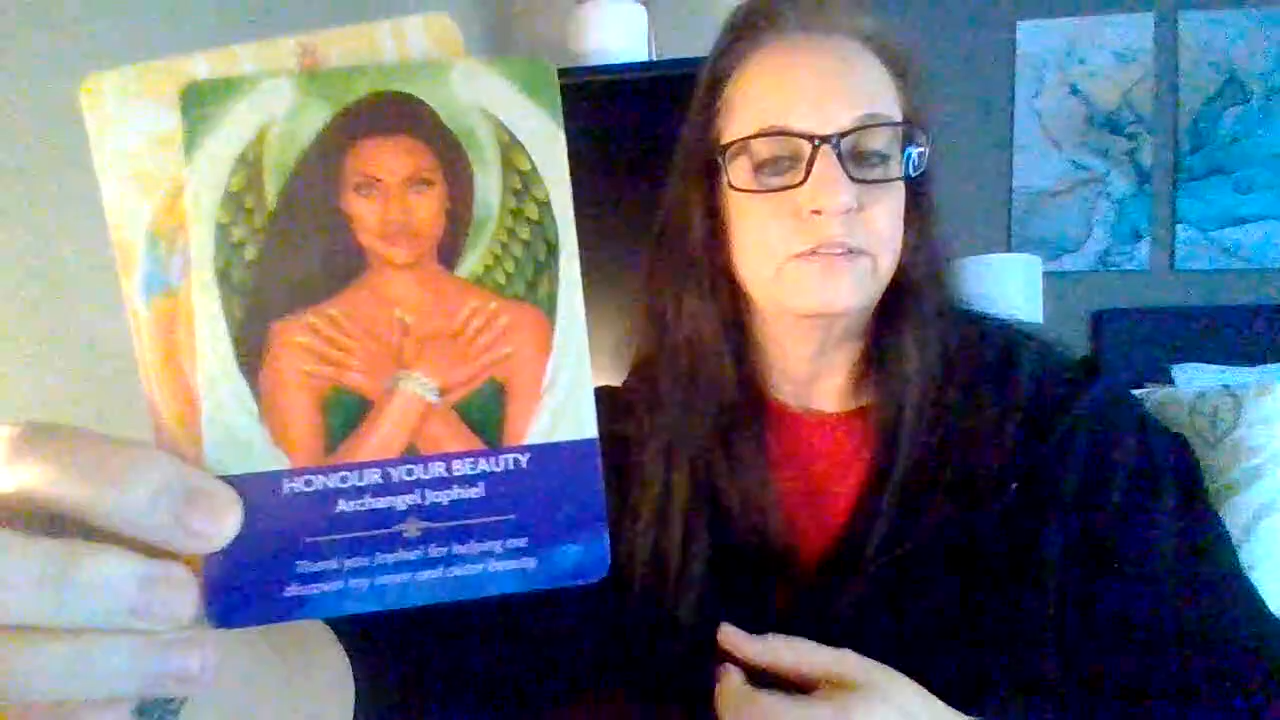 HONOUR YOUR BEAUTY
Archangel Jophiel
Thank you Jophiel for helping me
discover my inner and outer beauty